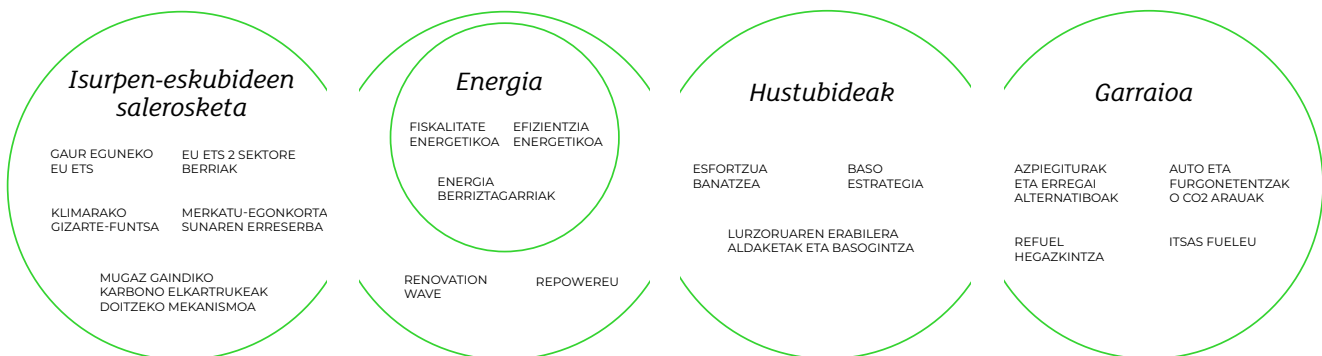 Isurpen-eskubideen
salerosketa
GAUR EGUNEKO
EU ETS
EU ETS 2 SEKTORE
BERRIAK
KLIMARAKO
GIZARTE-FUNTSA
MERKATU-EGONKORTA
SUNAREN ERRESERBA
MUGAZ GAINDIKO
KARBONO ELKARTRUKEAK
DOITZEKO MEKANISMOA
Energia
FISKALITATE
ENERGETIKOA
EFIZIENTZIA
ENERGETIKOA
ENERGIA
BERRIZTAGARRIAK
RENOVATION
WAVE
REPOWEREU
Hustubideak
ESFORTZUA
BANATZEA
BASO
ESTRATEGIA
LURZORUAREN ERABILERA
ALDAKETAK ETA BASOGINTZA
Garraioa
AZPIEGITURAK
ETA ERREGAI
ALTERNATIBOAK
AUTO ETA
FURGONETENTZAK
O CO2 ARAUAK
REFUEL
HEGAZKINTZA
ITSAS FUELEU